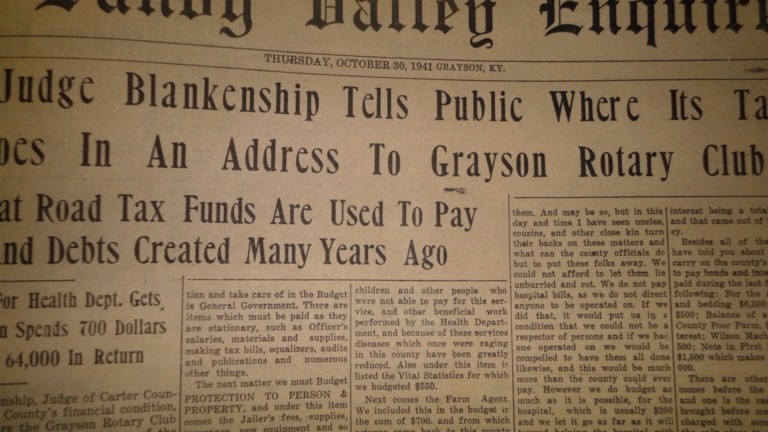 Valley Enquir
THURSDAY, OCTOBER 30, 1941 GRAYSON, KY.
Judge Blankenship Tells Public Where Its Ta
oes In An Address To Grayson Rotary Club
at Road Tax Funds Are Used To Pay
nd Debts Created Many Years Ago
For Health Dept. Gets
n Spends 700 Dollars
64,000 In Return
nship, Judge of Carter Coun-
County's financial condition,
re the Grayson Rotary Club
tion and take care of in the Budget
is General Government. There are
items which must be paid as they
are stationary, such as Officer's
salaries, materials and supplies,
making tax bills, equalizers, audits
and publications and numerous
other things.
The next matter we must Budget
PROTECTION TO PERSON &
PROPERTY, and under this item
comes the Jailer's fees, supplies,
new equipment and so
children and other people who
were not able to pay for this ser-
vice, and other beneficial work
performed by the Health Depart-
ment, and because of these services
diseases which once were raging
in this county have been greatly
reduced. Also under this item is
listed the Vital Statistics for which
we budgeted $550.
Next comes the Farm Agent.
We included this in the budget in
the sum of $700, and from which
them. And may be so, but in this
day and time I have seen uncles,
cousins, and other close kin turn
their backs on these matters and
what can the county officials do
but to put these folks away. We
could not afford to let them lie
unburried and rot. We do not pay
hospital bills, as we do not direct
anyone to be operated on. If we
did that, it would put us in a
condition that we could not be a
respector of persons and if we had
one operated on we would be
compelled to have them all done
likewise, and this would be much
more than the county could ever
pay. However we do budget as
much as it is possible, for the
hospital, which is usually $200
and we let it go as far as it will
interest being a tota
and that came out of
ey.
Besides all of the
have told you about
carry on the county's
to pay bonds and inte
paid during the last f
following: For the
and bedding $6,500
$500; Balance of a
County Poor Farm,
terest; Wilson Mach
500; Note in First
$1,500 which makes
000.
There are other
comes before the
and one is the cas
brought before me
charged with some